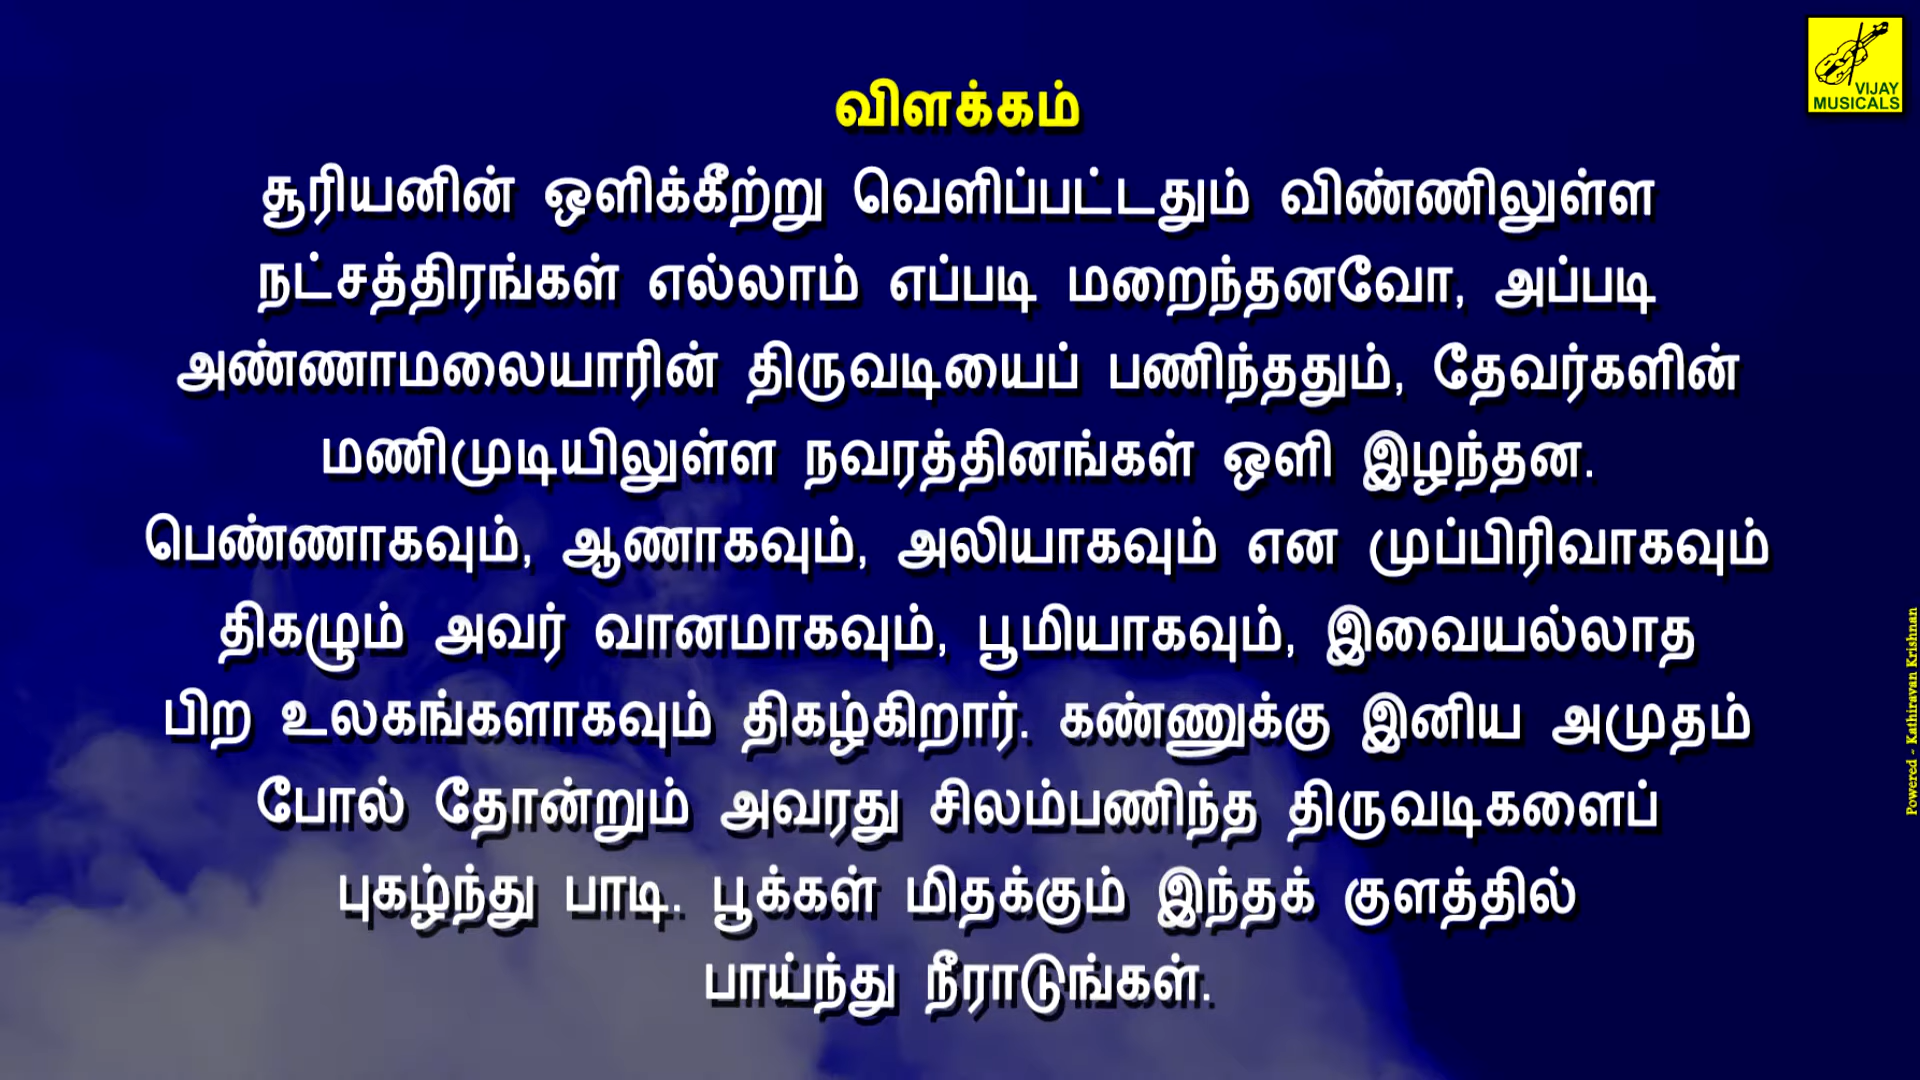 விளக்கம்
சூரியனின் ஒளிக்கீற்று வெளிப்பட்டதும் விண்ணிலுள்ள
நட்சத்திரங்கள் எல்லாம் எப்படி மறைந்தனவோ, அப்படி
அண்ணாமலையாரின் திருவடியைப் பணிந்ததும், தேவர்களின்
மணிமுடியிலுள்ள நவரத்தினங்கள் ஒளி இழந்தன.
பெண்ணாகவும், ஆணாகவும், அலியாகவும் என முப்பிரிவாகவும்
திகழும் அவர் வானமாகவும், பூமியாகவும், இவையல்லாத
பிற உலகங்களாகவும் திகழ்கிறார். கண்ணுக்கு இனிய அமுதம்
போல் தோன்றும் அவரது சிலம்பணிந்த திருவடிகளைப்
புகழ்ந்து பாடி. பூக்கள் மிதக்கும் இந்தக் குளத்தில்
பாய்ந்து நீராடுங்கள்.
VIJAY
MUSICALS
Powered - Kathiravan Krishnan